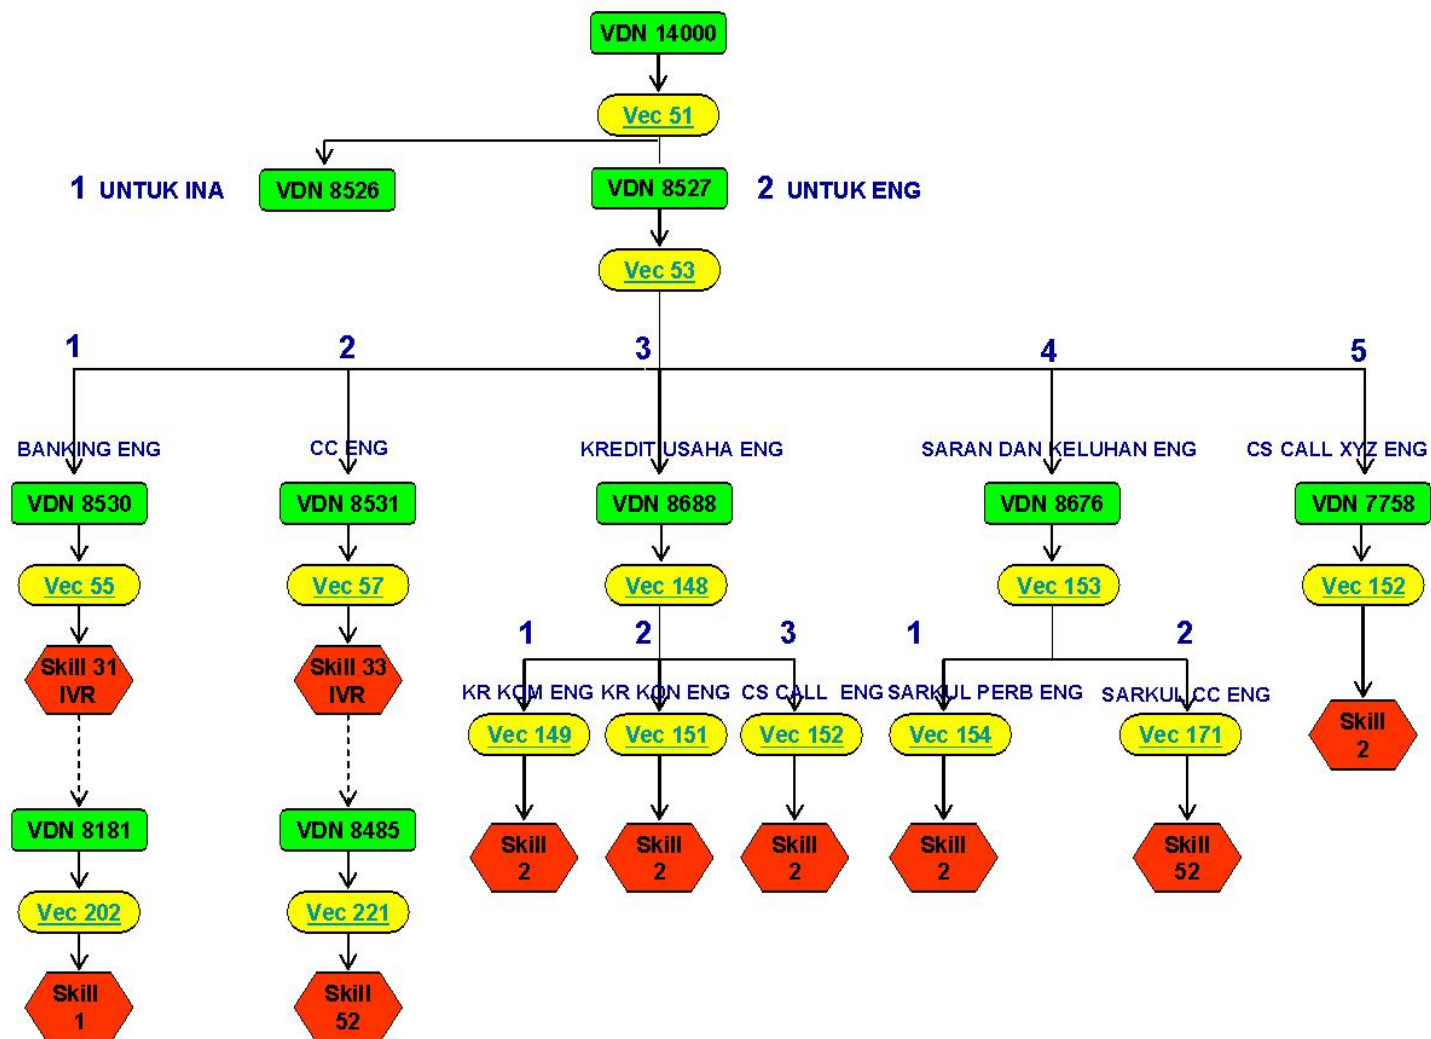 VDN 14000
Vec 51
1 UNTUK INA
VDN 8526
VDN 8527
2 UNTUK ENG
Vec 53
1
2
3
4
5
BANKING ENG
CC ENG
KREDIT USAHA ENG
SARAN DAN KELUHAN ENG
CS CALL XYZ ENG
VDN 8530
VDN 8531
VDN 8688
VDN 8676
VDN 7758
Vec 55
Vec 57
Vec 148
Vec 153
Vec 152
1
2
3
1
2
Skill 31
IVR
Skill 33
IVR
KR KOM ENG
KR KON ENG
CS CALL ENG
SARKUL PERB ENG
SARKUL CC ENG
Vec 149
Vec 151
Vec 152
Vec 154
Vec 171
Skill
2
VDN 8181
VDN 8485
Skill
2
Skill
2
Skill
2
Skill
2
Skill
52
Vec 202
Vec 221
Skill
1
Skill
52